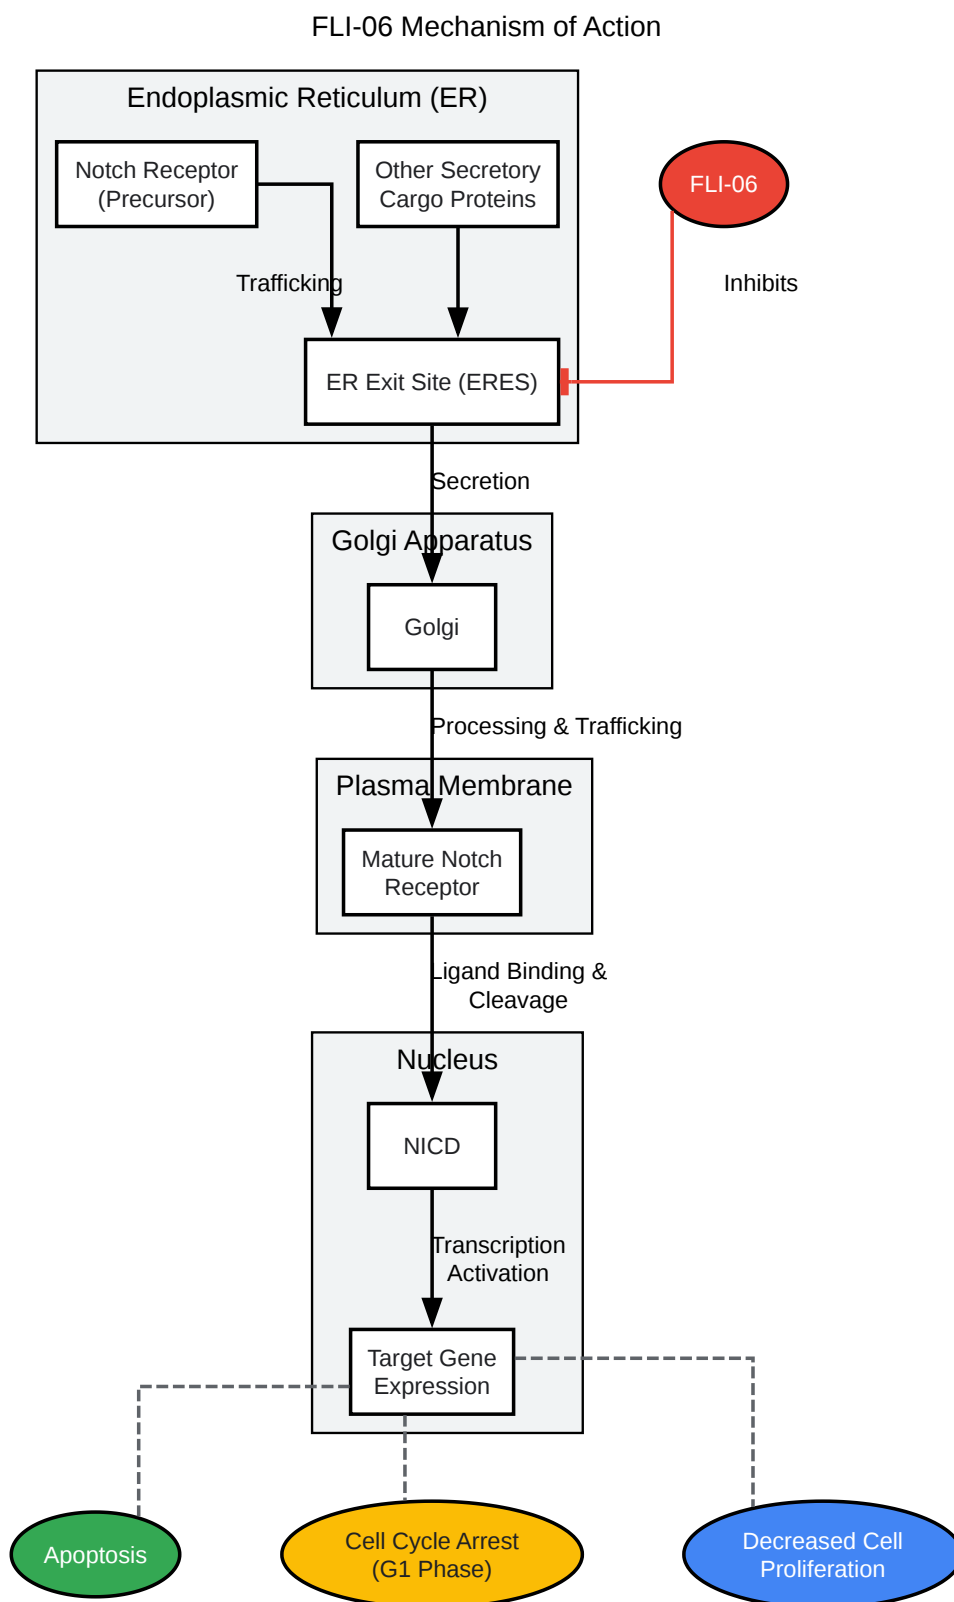 FLI-06 Mechanism of Action
Endoplasmic Reticulum (ER)
Notch Receptor
(Precursor)
Other Secretory
Cargo Proteins
FLI-06
Trafficking
Inhibits
ER Exit Site (ERES)
Secretion
Golgi Apparatus
Golgi
Processing & Trafficking
Plasma Membrane
Mature Notch
Receptor
Ligand Binding &
Cleavage
Nucleus
NICD
Transcription
Activation
Target Gene
Expression
Apoptosis
Cell Cycle Arrest
(G1 Phase)
Decreased Cell
Proliferation